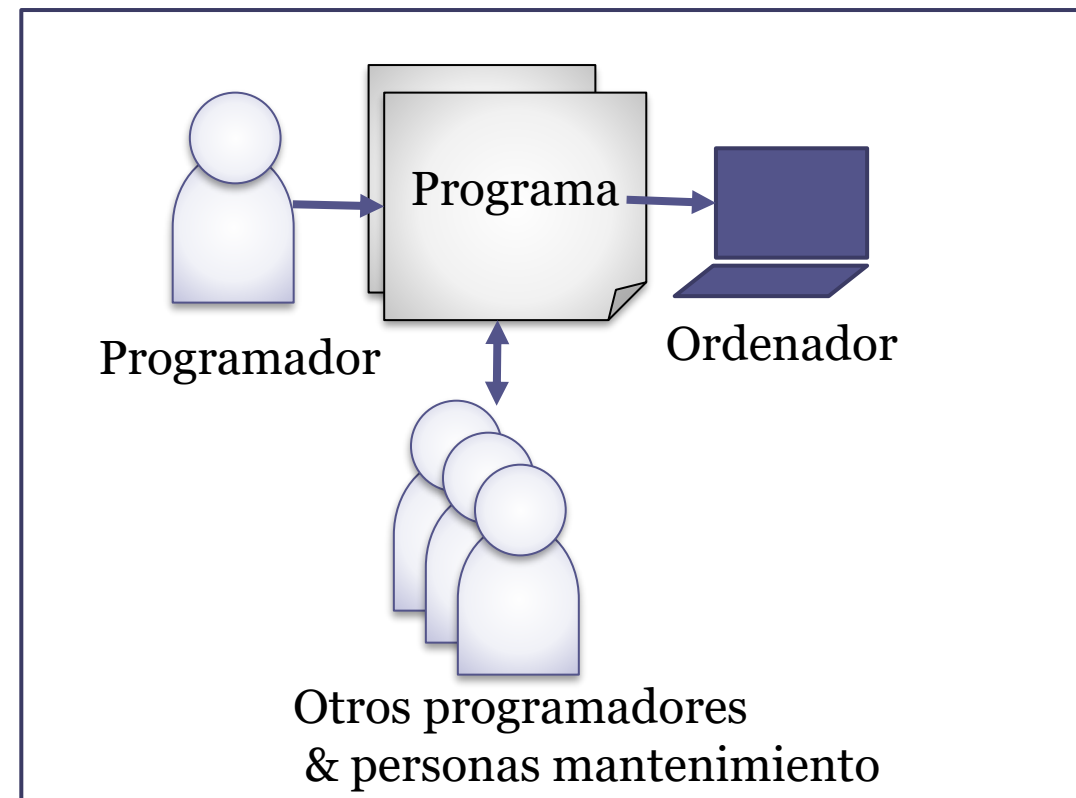 Programa
Programador
Ordenador
Otros programadores
& personas mantenimiento